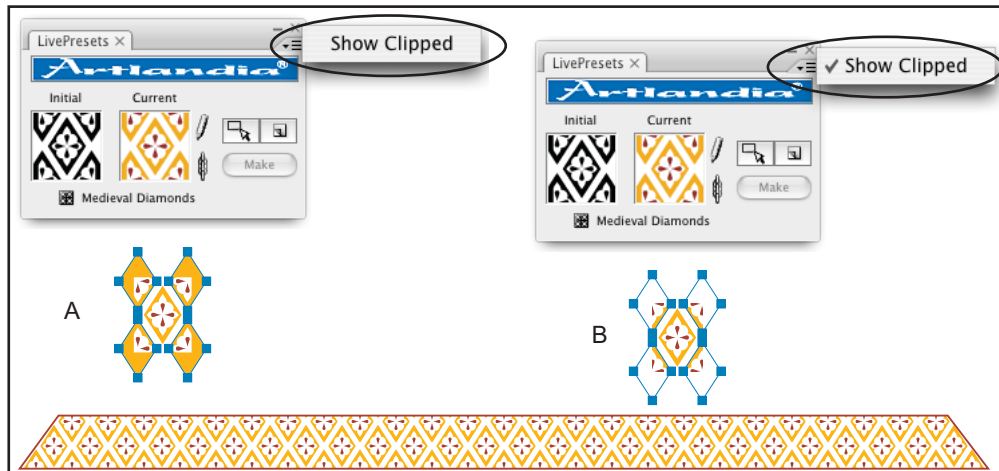 LivePresets ×
Show Clipped
Artlandia®
Initial Current
Make
Medieval Diamonds
LivePresets ×
✓ Show Clipped
Artlandia®
Initial Current
Make
Medieval Diamonds
A
B